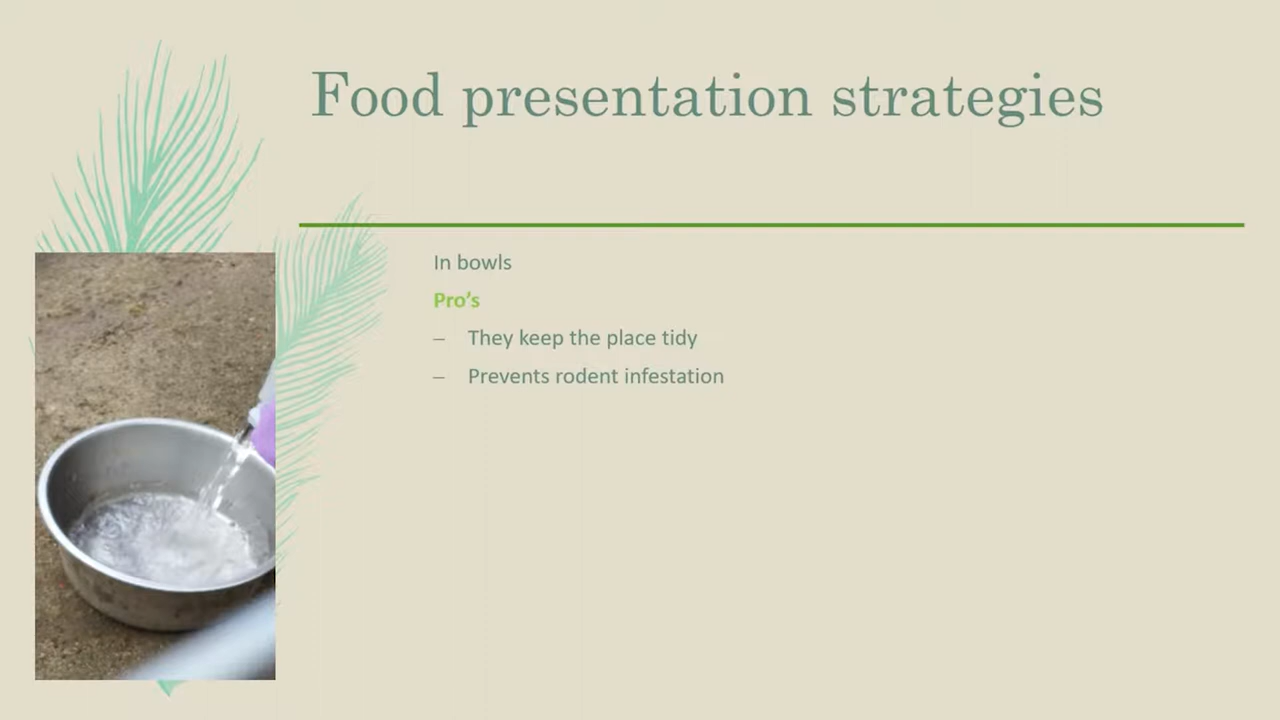 Food presentation strategies
In bowls
Pro’s
– They keep the place tidy
– Prevents rodent infestation